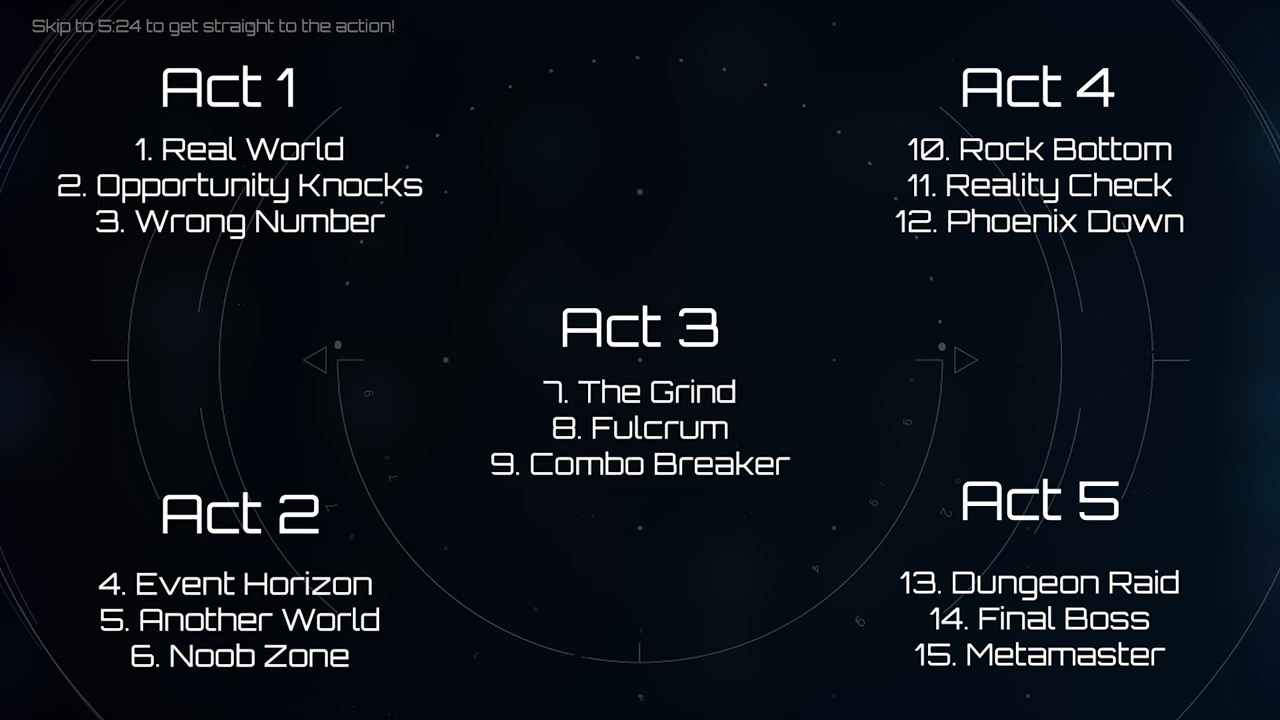 Skip to 5:24 to get straight to the action!
Act 1
1. Real World
2. Opportunity Knocks
3. Wrong Number
Act 2
4. Event Horizon
5. Another World
6. Noob Zone
Act 3
7. The Grind
8. Fulcrum
9. Combo Breaker
Act 4
10. Rock Bottom
11. Reality Check
12. Phoenix Down
Act 5
13. Dungeon Raid
14. Final Boss
15. Metamaster